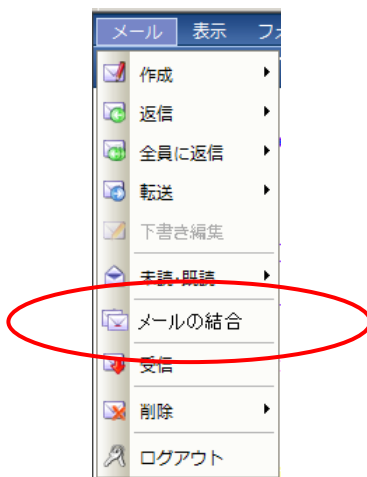 メール 表示 フォ
作成
返信
全員に返信
転送
下書き編集
未読・既読
メールの結合
受信
削除
ログアウト